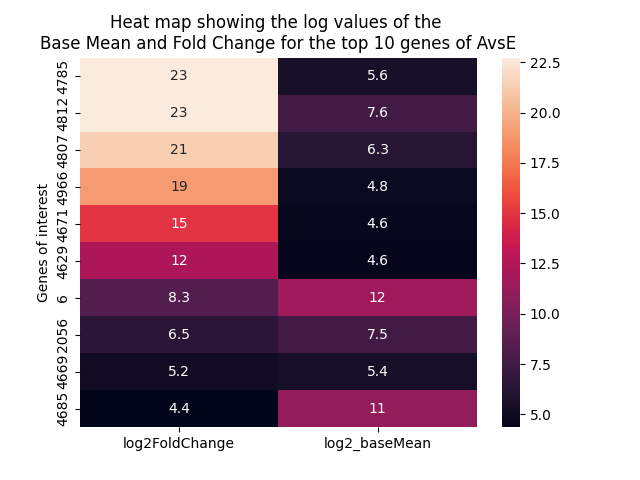 Heat map showing the log values of the
Base Mean and Fold Change for the top 10 genes of AvsE
Genes of interest
4785 23 5.6
4812 23 7.6
4807 21 6.3
4966 19 4.8
4671 15 4.6
4629 12 4.6
6 8.3 12
2056 6.5 7.5
4669 5.2 5.4
4685 4.4 11
log2FoldChange log2_baseMean
22.5
20.0
17.5
15.0
12.5
10.0
7.5
5.0